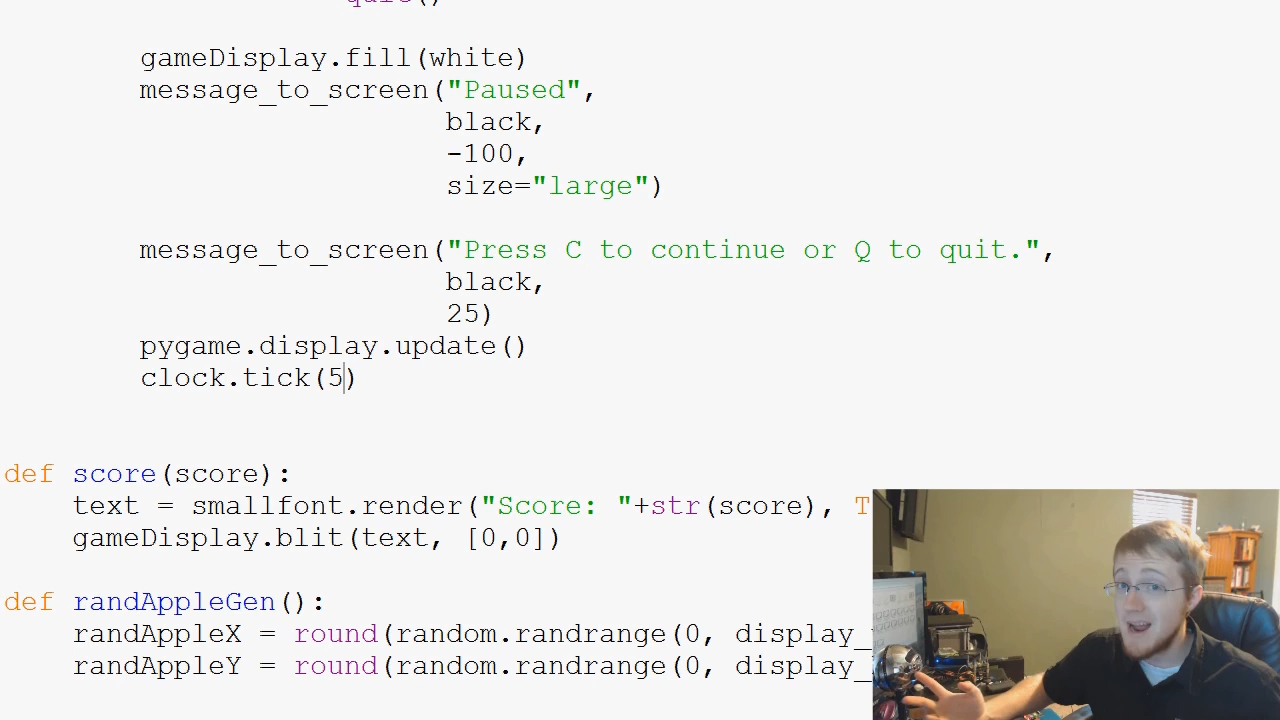 quit()
gameDisplay.fill(white)
message_to_screen("Paused",
black,
-100,
size="large")
message_to_screen("Press C to continue or Q to quit.",
black,
25)
pygame.display.update()
clock.tick(5)
def score(score):
text = smallfont.render("Score: "+str(score), T
gameDisplay.blit(text, [0,0])
def randAppleGen():
randAppleX = round(random.randrange(0, display_
randAppleY = round(random.randrange(0, display_